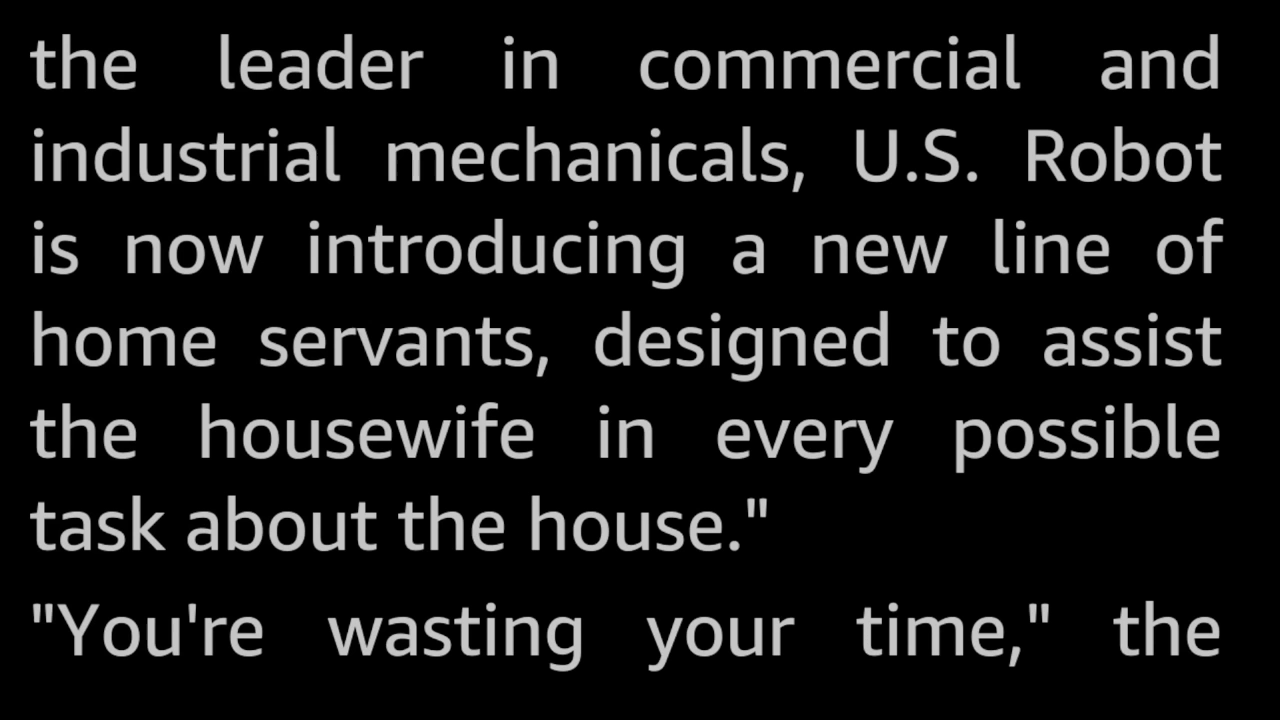 the leader in commercial and
industrial mechanicals, U.S. Robot
is now introducing a new line of
home servants, designed to assist
the housewife in every possible
task about the house."
"You're wasting your time," the